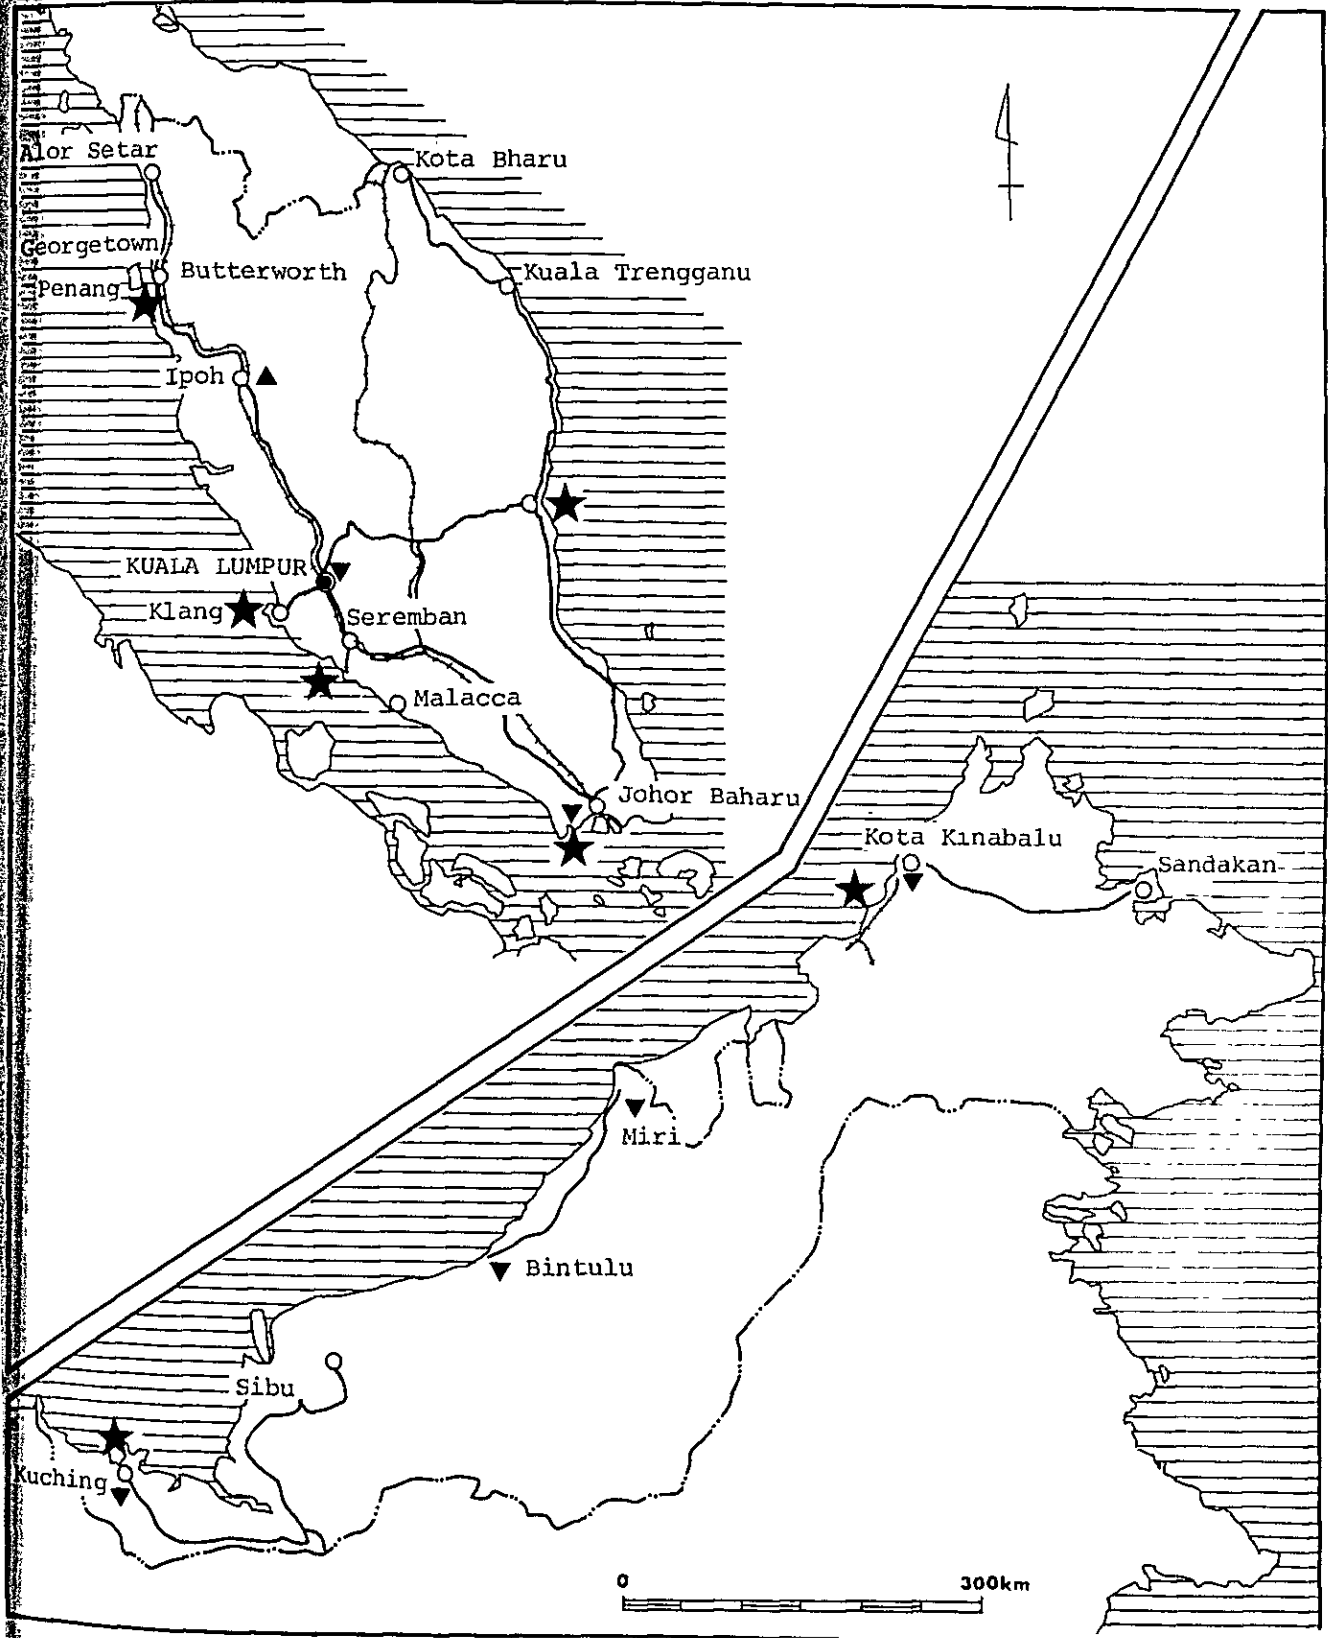 Alor Setar
Kota Bharu
Georgetown
Butterworth
Kuala Trengganu
Penang
Ipoh
KUALA LUMPUR
Klang
Seremban
Malacca
Johor Baharu
Kota Kinabalu
Sandakan
Miri
Bintulu
Sibu
Kuching
0 300km